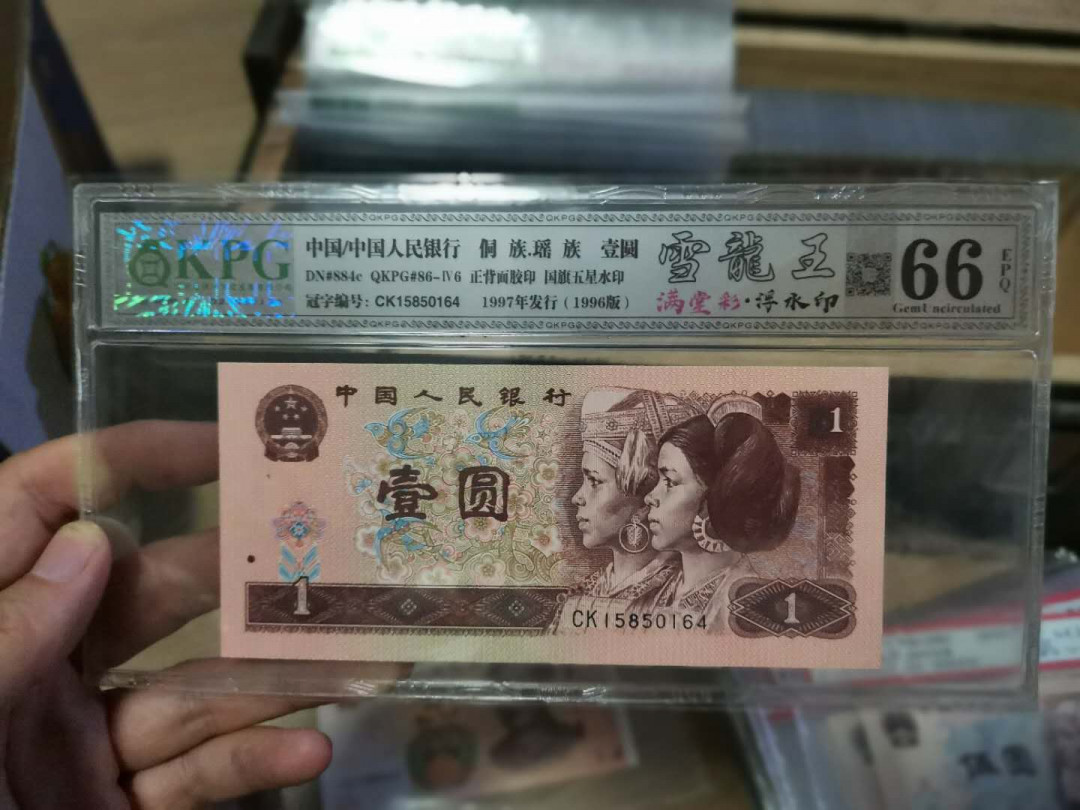 QKPG
中国/中国人民银行 侗 族.瑶 族 壹圓
DN#884c QKPG#86-Ⅳ6 正背面胶印 国旗五星水印
冠字编号: CK15850164 1997年发行（1996版）
雪龍王
满堂彩·浮水印
66
EPQ
Gem Uncirculated
中国人民银行
1
壹圆
1
CK15850164
1
伍圆